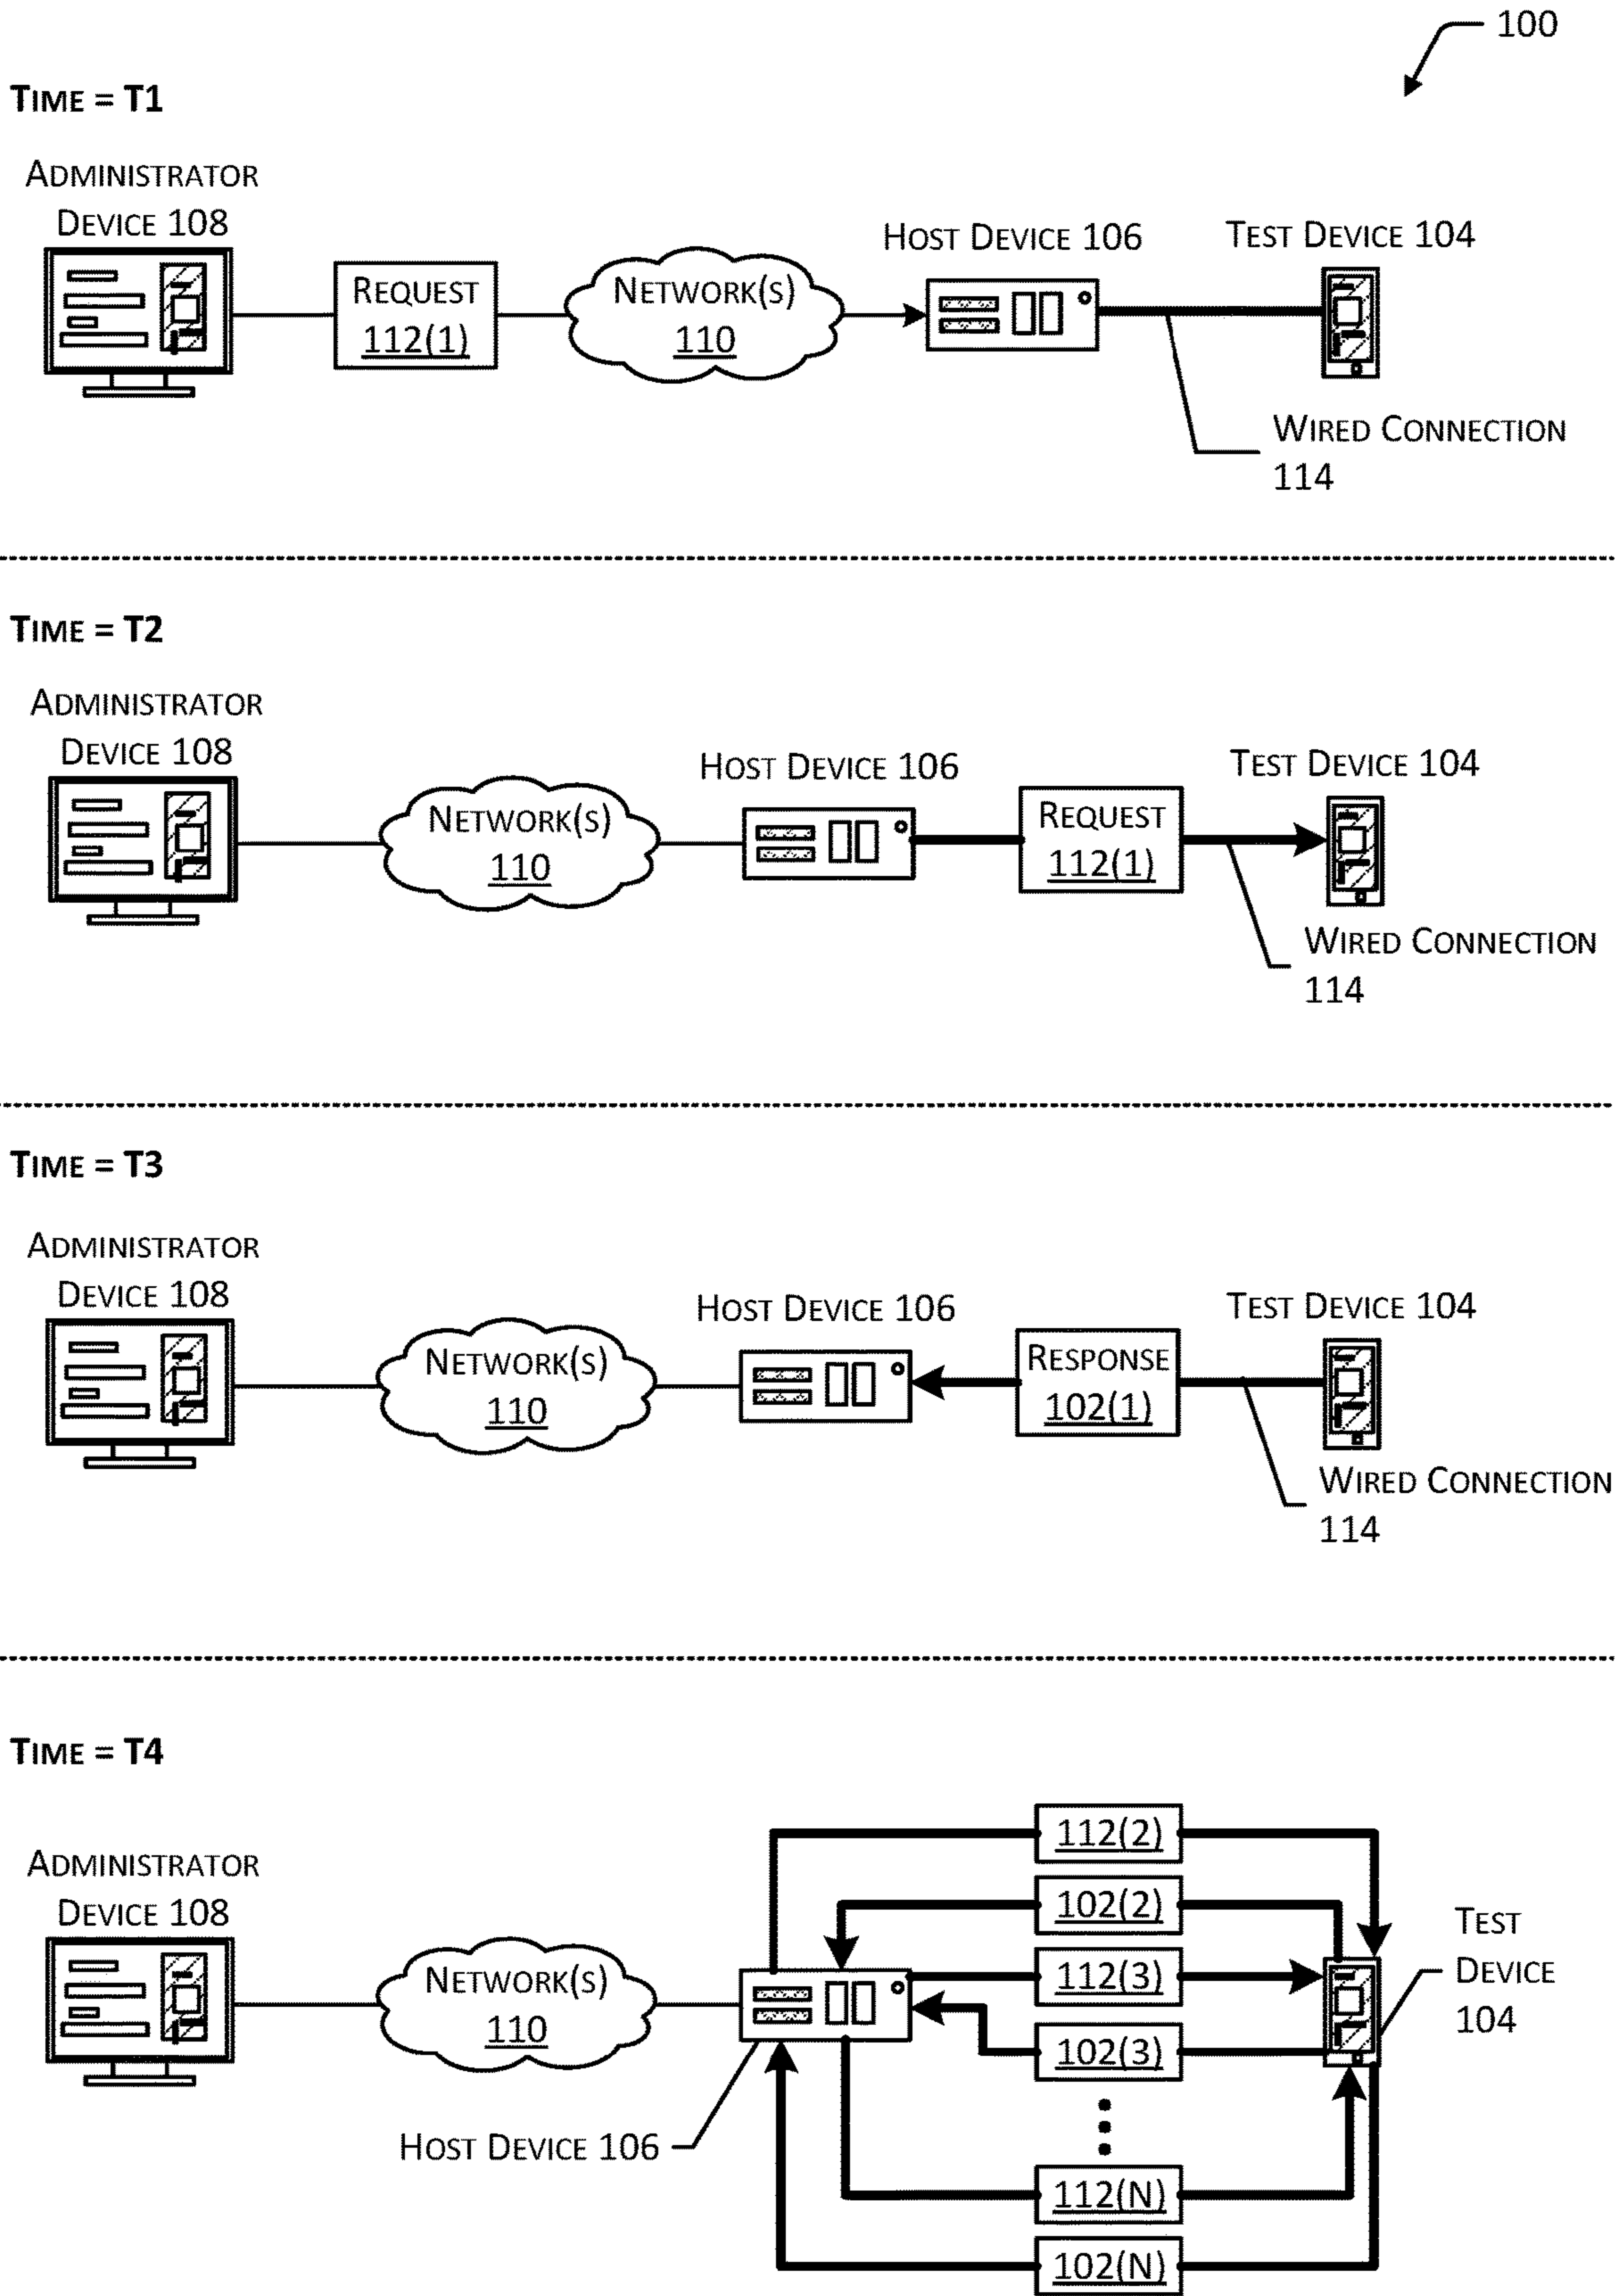 100
TIME = T1
ADMINISTRATOR
DEVICE 108
REQUEST
112(1)
NETWORK(S)
110
HOST DEVICE 106
TEST DEVICE 104
WIRED CONNECTION
114
TIME = T2
ADMINISTRATOR
DEVICE 108
NETWORK(S)
110
HOST DEVICE 106
REQUEST
112(1)
TEST DEVICE 104
WIRED CONNECTION
114
TIME = T3
ADMINISTRATOR
DEVICE 108
NETWORK(S)
110
HOST DEVICE 106
RESPONSE
102(1)
TEST DEVICE 104
WIRED CONNECTION
114
TIME = T4
ADMINISTRATOR
DEVICE 108
NETWORK(S)
110
HOST DEVICE 106
112(2)
102(2)
112(3)
102(3)
112(N)
102(N)
TEST
DEVICE
104